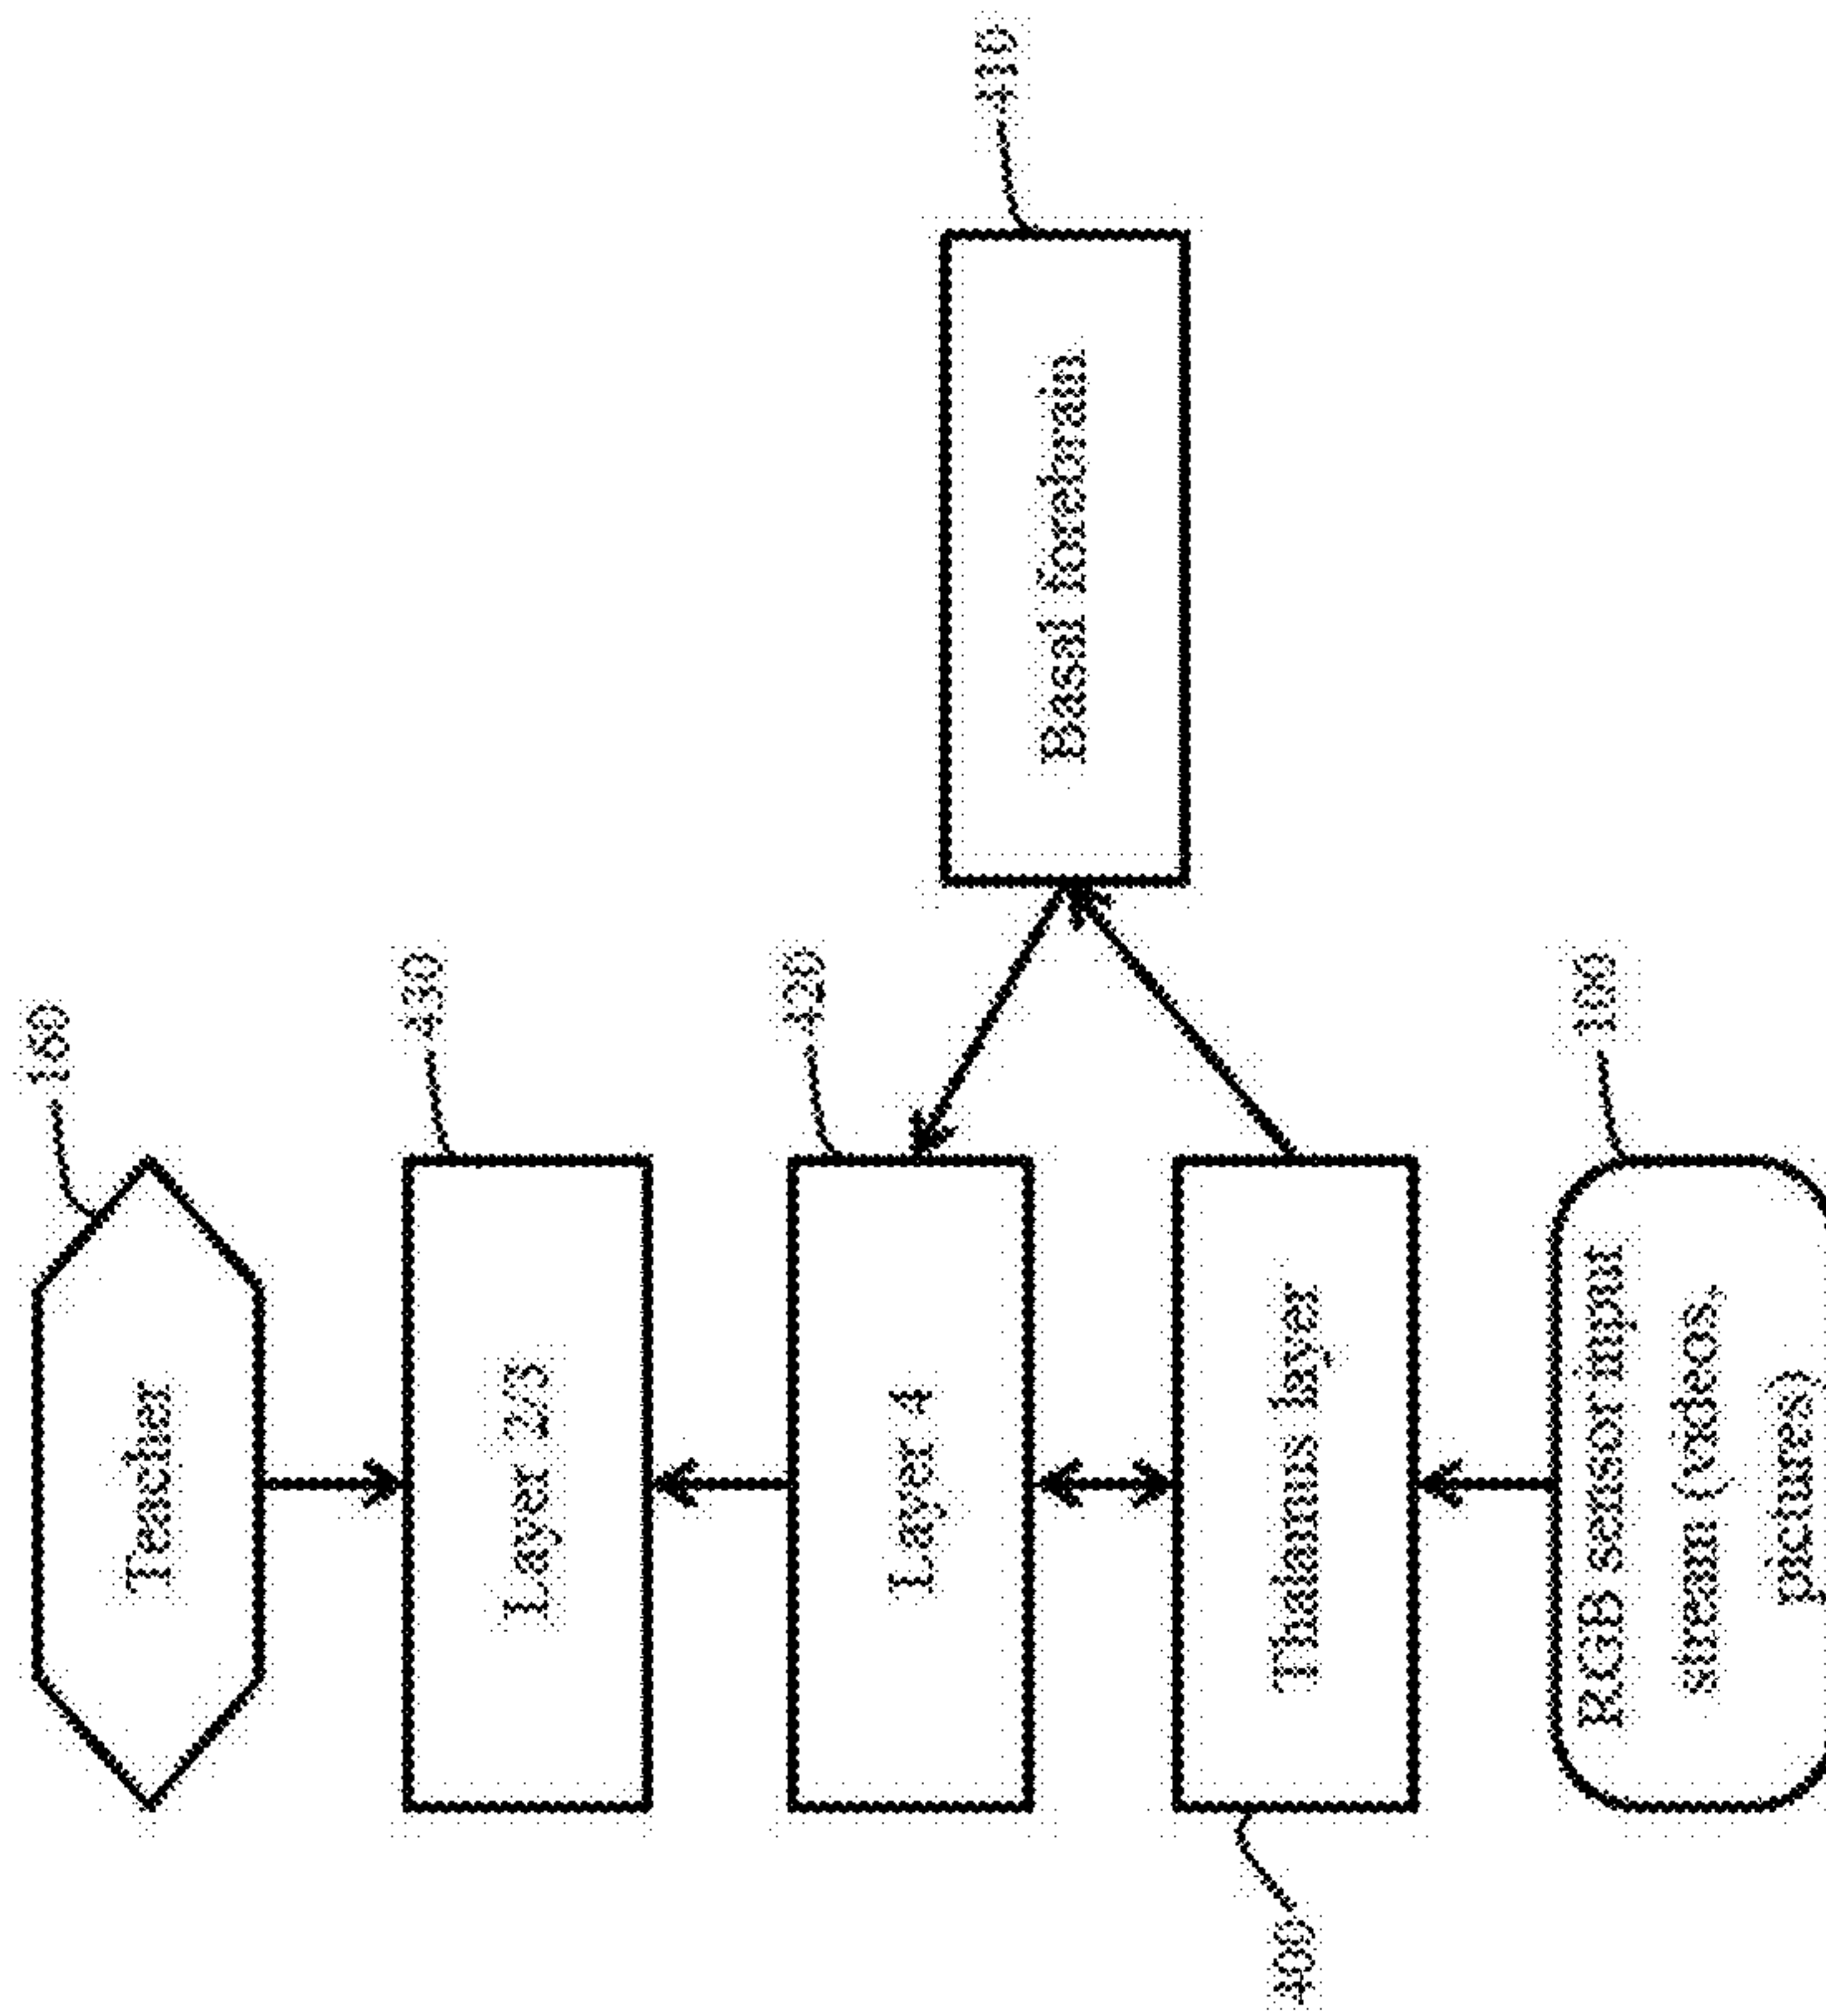 160
Teacher
430
Layer 2/3
420
Layer 4
410
Basal forebrain
400
Thalamus layer
100
RGB sensor input
stream (videos,
pictures)